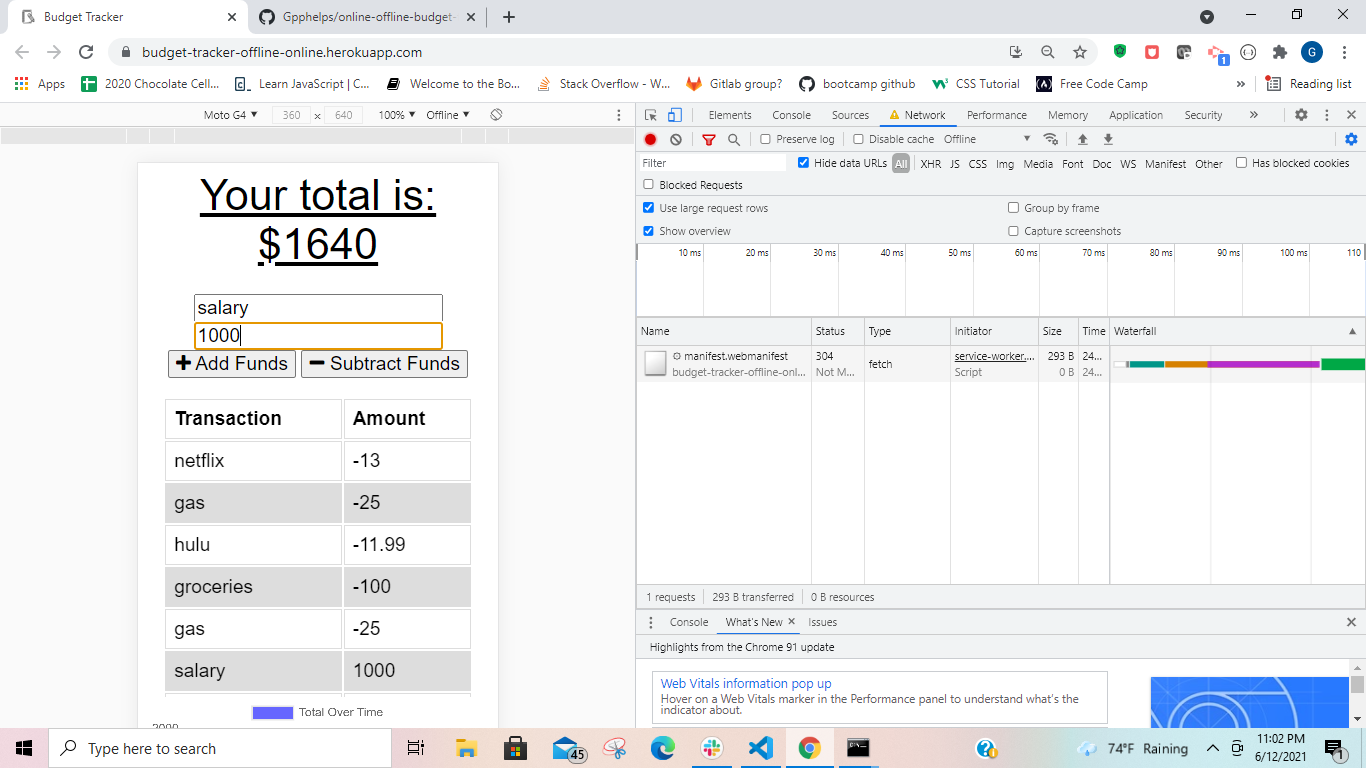 Budget Tracker
Gpphelps/online-offline-budget-
budget-tracker-offline-online.herokuapp.com
G
Apps
2020 Chocolate Cell...
Learn JavaScript | C...
Welcome to the Bo...
Stack Overflow - W...
Gitlab group?
bootcamp github
CSS Tutorial
Free Code Camp
»
Reading list
1
Moto G4 ▼ 360 × 640 100% ▼ Offline ▼
Elements Console Sources Network Performance Memory Application Security »
Preserve log Disable cache Offline ▼
Filter Hide data URLs All XHR JS CSS Img Media Font Doc WS Manifest Other Has blocked cookies
Blocked Requests
Use large request rows Group by frame
Show overview Capture screenshots
10 ms 20 ms 30 ms 40 ms 50 ms 60 ms 70 ms 80 ms 90 ms 100 ms 110
Name Status Type Initiator Size Time Waterfall
manifest.webmanifest 304 fetch service-worker.... 293 B 24...
budget-tracker-offline-onl... Not M... Script 0 B 24...
1 requests 293 B transferred 0 B resources
Console What's New Issues
Highlights from the Chrome 91 update
Web Vitals information pop up
Hover on a Web Vitals marker in the Performance panel to understand what's the
indicator about.
Your total is:
$1640
salary
1000
+ Add Funds − Subtract Funds
Transaction Amount
netflix -13
gas -25
hulu -11.99
groceries -100
gas -25
salary 1000
Total Over Time
2000
Type here to search
45
74°F Raining
11:02 PM
6/12/2021
1